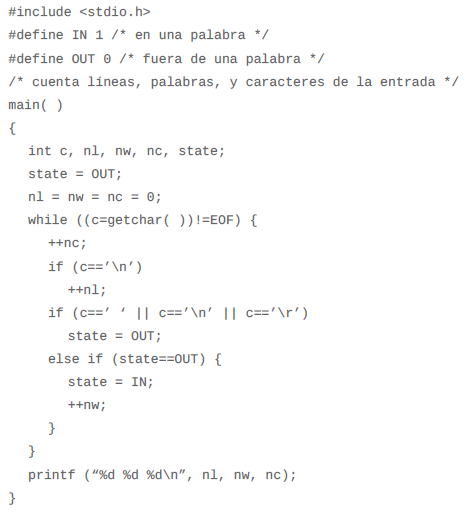 #include <stdio.h>
#define IN 1 /* en una palabra */
#define OUT 0 /* fuera de una palabra */
/* cuenta líneas, palabras, y caracteres de la entrada */
main( )
{
int c, nl, nw, nc, state;
state = OUT;
nl = nw = nc = 0;
while ((c=getchar( ))!=EOF) {
++nc;
if (c==’\n’)
++nl;
if (c==’ ‘ || c==’\n’ || c==’\r’)
state = OUT;
else if (state==OUT) {
state = IN;
++nw;
}
}
printf (“%d %d %d\n”, nl, nw, nc);
}